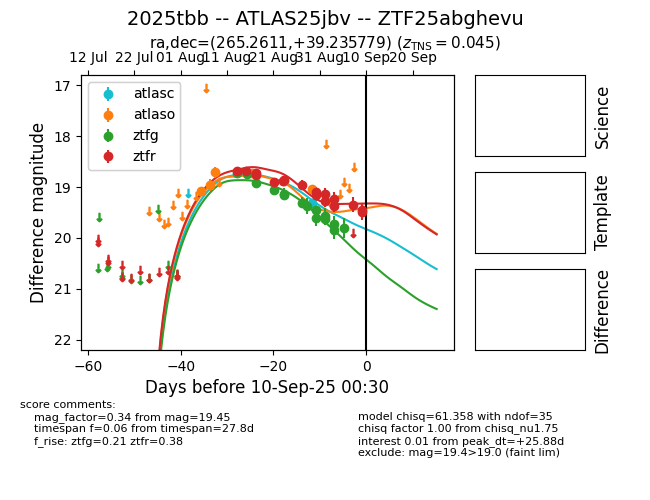 2025tbb -- ATLAS25jbv -- ZTF25abghevu
ra,dec=(265.2611,+39.235779) (z_TNS = 0.045)
12 Jul 22 Jul 01 Aug 11 Aug 21 Aug 31 Aug 10 Sep 20 Sep
atlasc
atlaso
ztfg
ztfr
17
18
19
20
21
22
Difference magnitude
−60 −40 −20 0
Days before 10-Sep-25 00:30
Science
Template
Difference
score comments:
mag_factor=0.34 from mag=19.45
timespan f=0.06 from timespan=27.8d
f_rise: ztfg=0.21 ztfr=0.38
model chisq=61.358 with ndof=35
chisq factor 1.00 from chisq_nu1.75
interest 0.01 from peak_dt=+25.88d
exclude: mag=19.4>19.0 (faint lim)